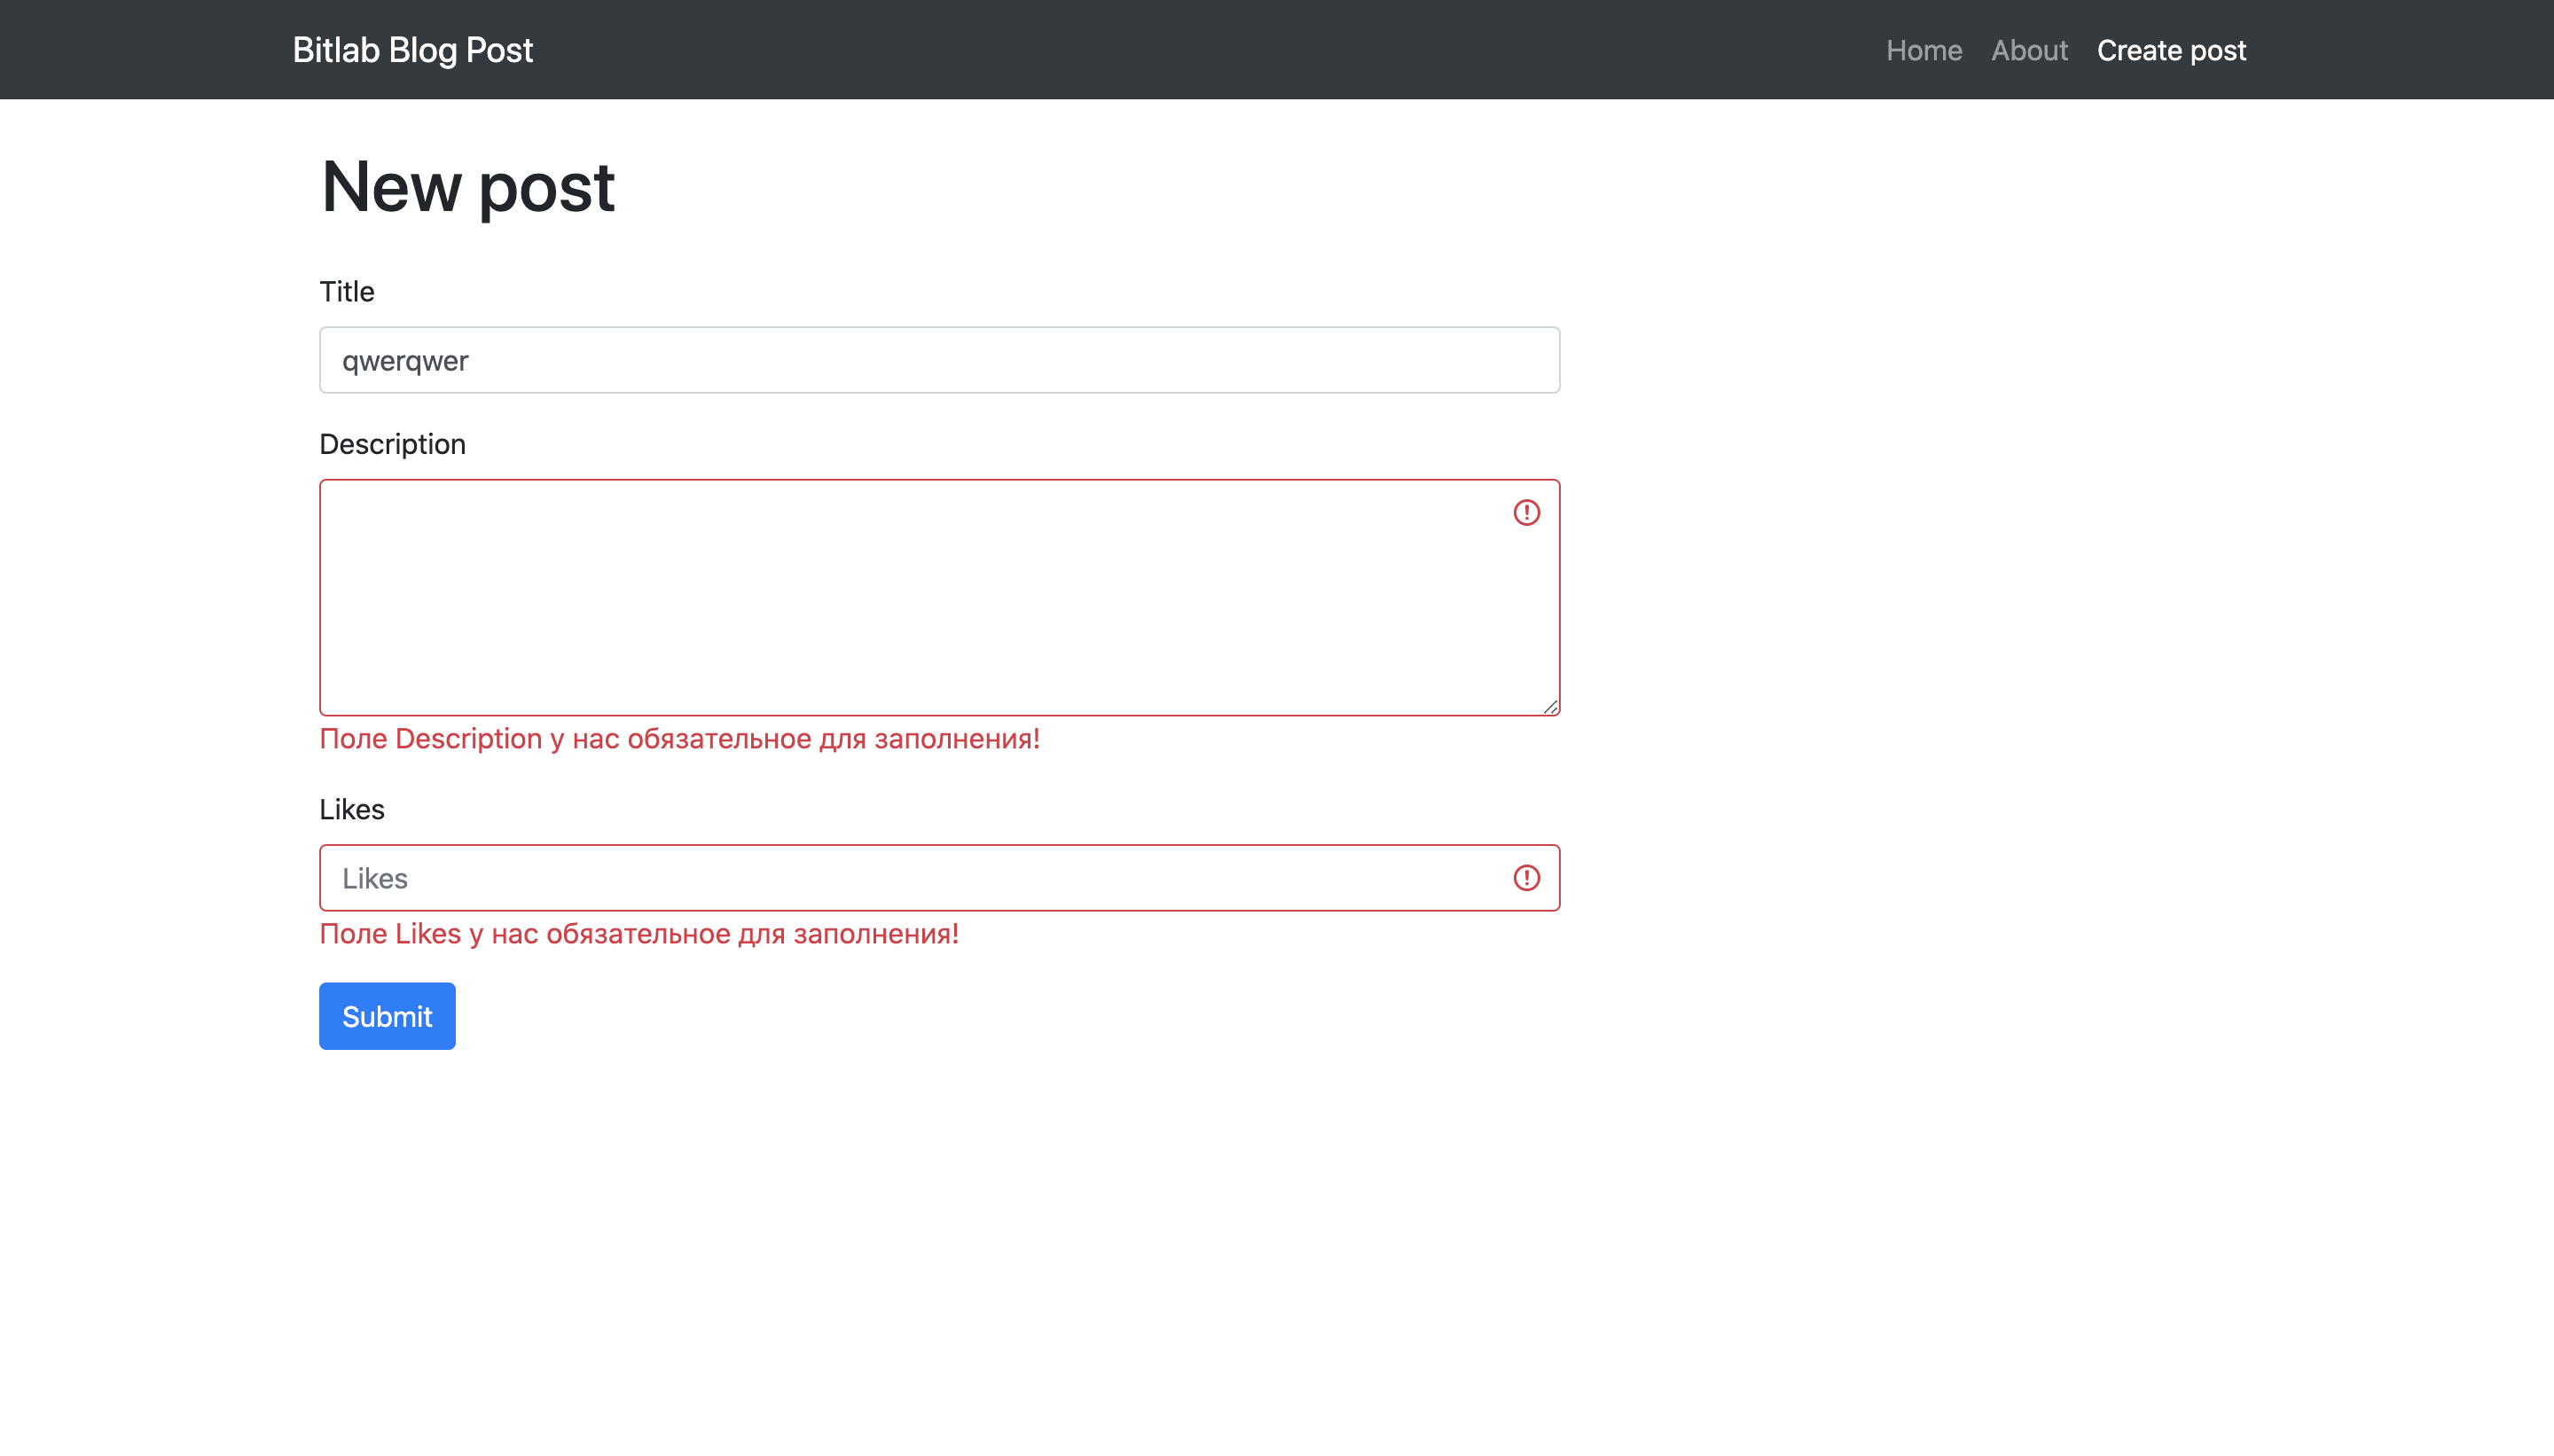 Bitlab Blog Post
Home About Create post
New post
Title
qwerqwer
Description
Поле Description у нас обязательное для заполнения!
Likes
Likes
Поле Likes у нас обязательное для заполнения!
Submit